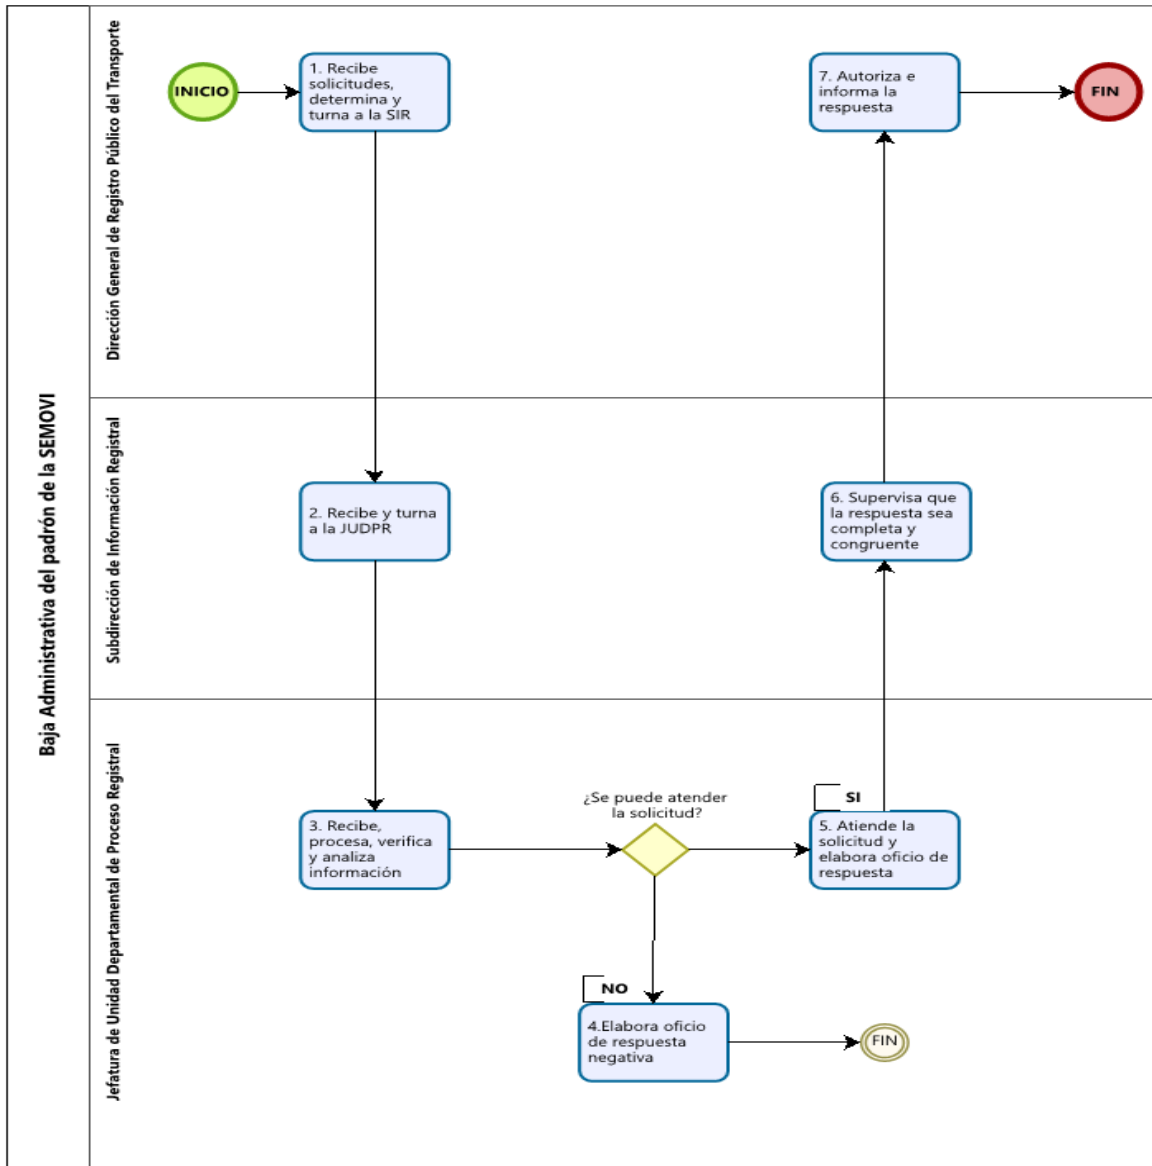 Baja Administrativa del padrón de la SEMOVI
Dirección General de Registro Público del Transporte
INICIO
1. Recibe
solicitudes,
determina y
turna a la SIR
7. Autoriza e
informa la
respuesta
FIN
Subdirección de Información Registral
2. Recibe y turna
a la JUDPR
6. Supervisa que
la respuesta sea
completa y
congruente
Jefatura de Unidad Departamental de Proceso Registral
3. Recibe,
procesa, verifica
y analiza
información
¿Se puede atender
la solicitud?
SI
5. Atiende la
solicitud y
elabora oficio de
respuesta
NO
4.Elabora oficio
de respuesta
negativa
FIN